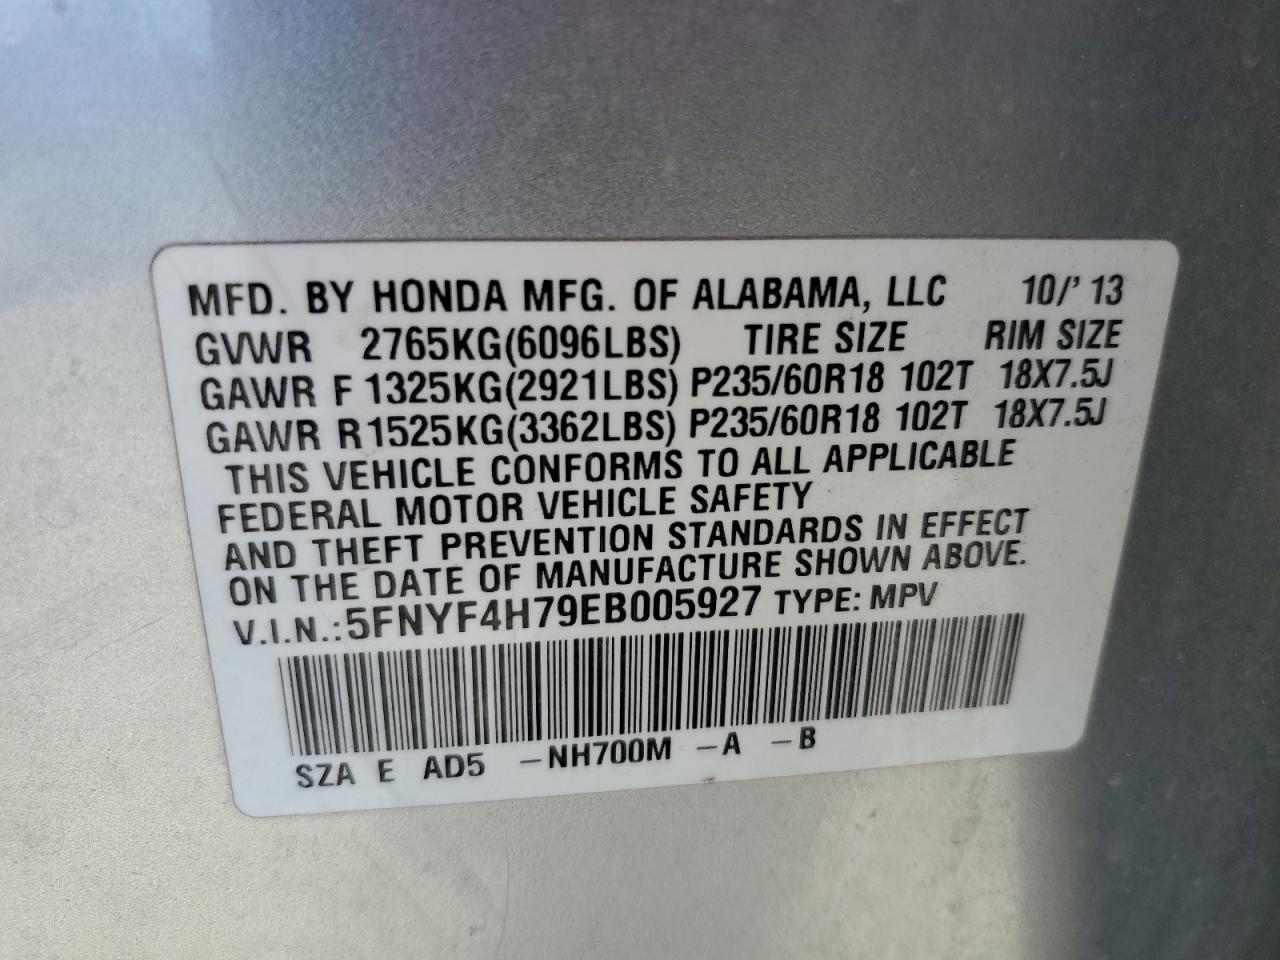 MFD. BY HONDA MFG. OF ALABAMA, LLC 10/' 13
GVWR 2765KG(6096LBS) TIRE SIZE RIM SIZE
GAWR F 1325KG(2921LBS) P235/60R18 102T 18X7.5J
GAWR R 1525KG(3362LBS) P235/60R18 102T 18X7.5J
THIS VEHICLE CONFORMS TO ALL APPLICABLE
FEDERAL MOTOR VEHICLE SAFETY
AND THEFT PREVENTION STANDARDS IN EFFECT
ON THE DATE OF MANUFACTURE SHOWN ABOVE.
V.I.N.:5FNYF4H79EB005927 TYPE: MPV
SZA E AD5 -NH700M -A -B